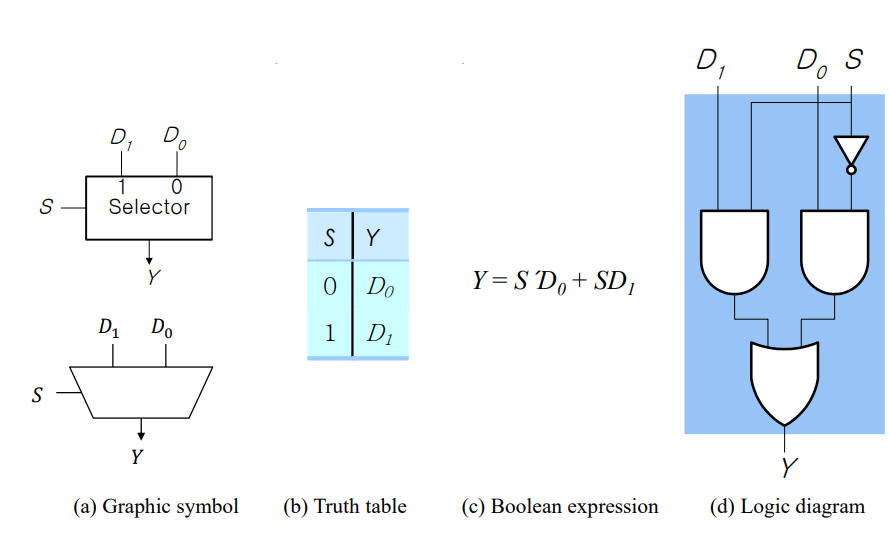 D₁ D₀
1 0
S Selector
Y
D₁ D₀
S
Y
S Y
0 D₀
1 D₁
Y = S´D₀ + SD₁
D₁ D₀ S
Y
(a) Graphic symbol (b) Truth table (c) Boolean expression (d) Logic diagram